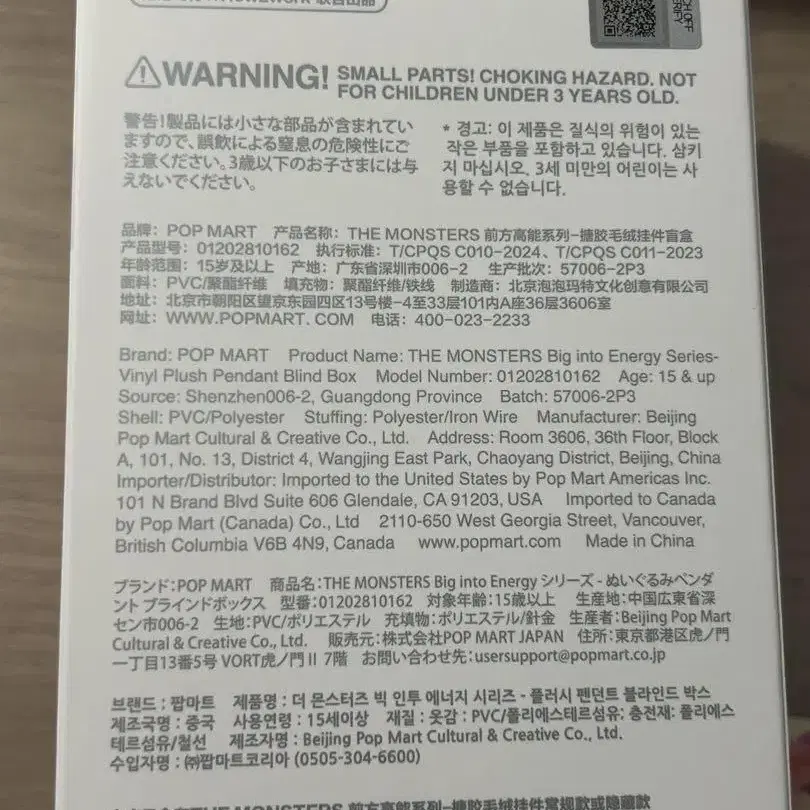 CH OFF
ERIFY
WARNING! SMALL PARTS! CHOKING HAZARD. NOT
FOR CHILDREN UNDER 3 YEARS OLD.
警告!製品には小さな部品が含まれてい
ますので、誤飲による窒息の危険性にご
注意ください。3歳以下のお子さまには与
えないでください。
* 경고: 이 제품은 질식의 위험이 있는
작은 부품을 포함하고 있습니다. 삼키
지 마십시오, 3세 미만의 어린이는 사
용할 수 없습니다.
品牌: POP MART 产品名称: THE MONSTERS 前方高能系列-搪胶毛绒挂件盲盒
产品型号: 01202810162 执行标准: T/CPQS C010-2024、T/CPQS C011-2023
年龄范围: 15岁及以上 产地: 广东省深圳市006-2 生产批次: 57006-2P3
面料: PVC/聚酯纤维 填充物: 聚酯纤维/铁线 制造商: 北京泡泡玛特文化创意有限公司
地址: 北京市朝阳区望京东园四区13号楼-4至33层101内A座36层3606室
网址: WWW.POPMART.COM 电话: 400-023-2233
Brand: POP MART Product Name: THE MONSTERS Big into Energy Series-
Vinyl Plush Pendant Blind Box Model Number: 01202810162 Age: 15 & up
Source: Shenzhen006-2, Guangdong Province Batch: 57006-2P3
Shell: PVC/Polyester Stuffing: Polyester/Iron Wire Manufacturer: Beijing
Pop Mart Cultural & Creative Co., Ltd. Address: Room 3606, 36th Floor, Block
A, 101, No. 13, District 4, Wangjing East Park, Chaoyang District, Beijing, China
Importer/Distributor: Imported to the United States by Pop Mart Americas Inc.
101 N Brand Blvd Suite 606 Glendale, CA 91203, USA Imported to Canada
by Pop Mart (Canada) Co., Ltd 2110-650 West Georgia Street, Vancouver,
British Columbia V6B 4N9, Canada www.popmart.com Made in China
ブランド:POP MART 商品名:THE MONSTERS Big into Energy シリーズ - ぬいぐるみペンダ
ント ブラインドボックス 型番:01202810162 対象年齢:15歳以上 生産地:中国広東省深
セン市006-2 生地:PVC/ポリエステル 充填物:ポリエステル/針金 生産者:Beijing Pop Mart
Cultural & Creative Co., Ltd. 販売元:株式会社POP MART JAPAN 住所:東京都港区虎ノ門
一丁目13番5号 VORT虎ノ門Ⅱ 7階 お問い合わせ先:usersupport@popmart.co.jp
브랜드 : 팝마트 제품명 : 더 몬스터즈 빅 인투 에너지 시리즈 - 플러시 펜던트 블라인드 박스
제조국명 : 중국 사용연령 : 15세이상 재질 : 옷감 : PVC/폴리에스테르섬유; 충전재: 폴리에스
테르섬유/철선 제조자명 : Beijing Pop Mart Cultural & Creative Co., Ltd.
수입자명 : ㈜팝마트코리아 (0505-304-6600)
THE MONSTERS 前方高能系列-搪胶毛绒挂件常规款或隐藏款